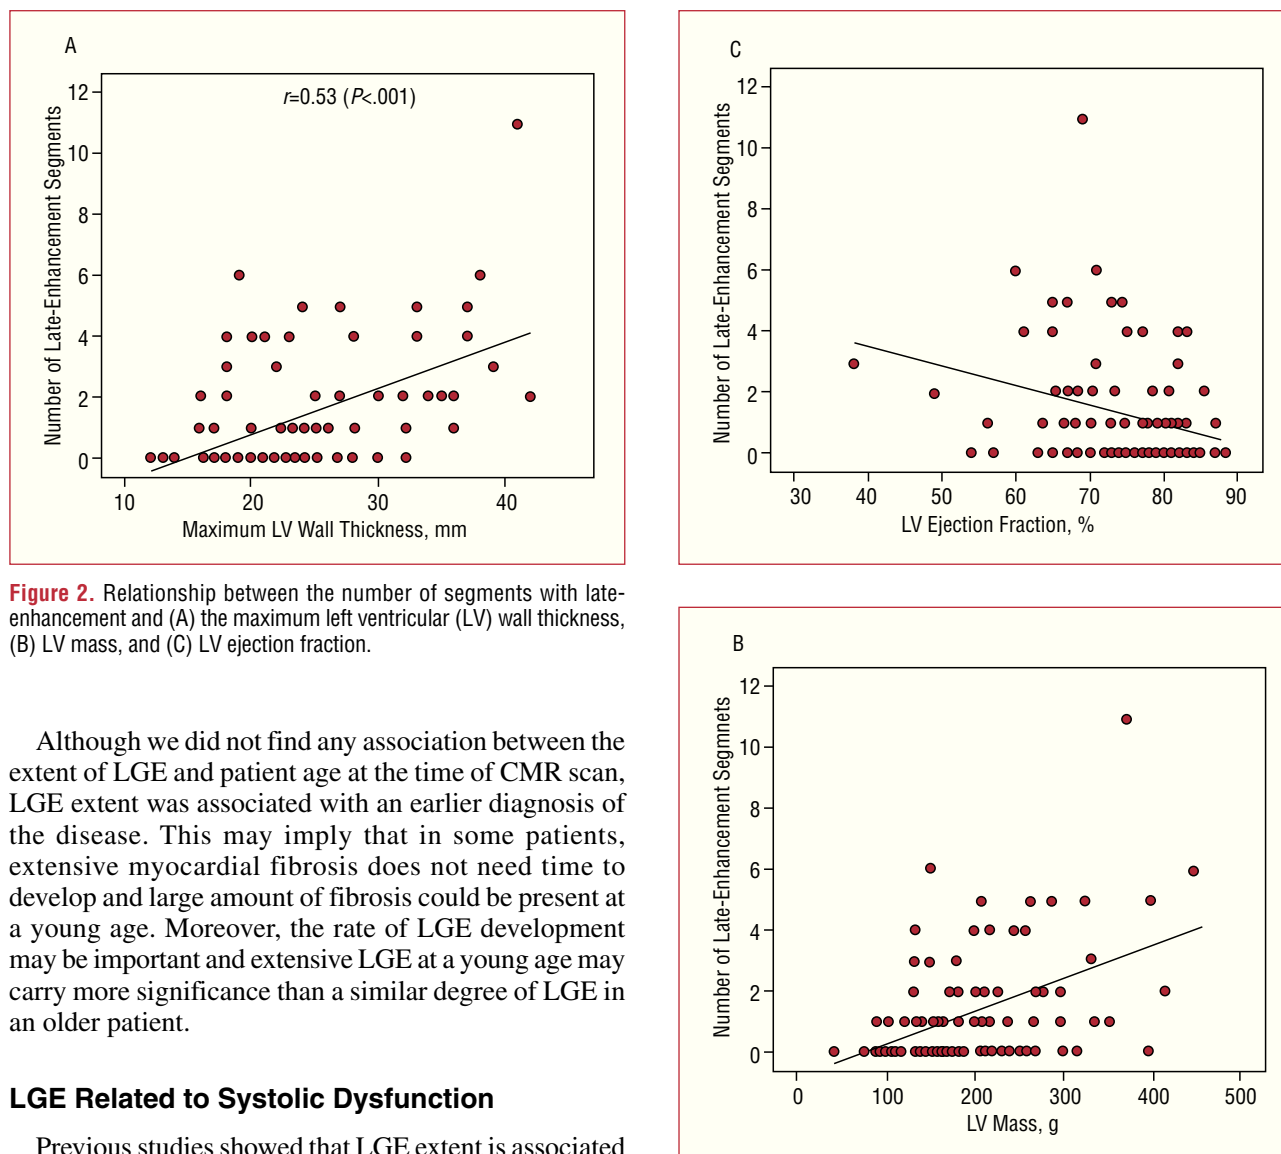 A
r=0.53 (P<.001)
Number of Late-Enhancement Segments
12
10
8
6
4
2
0
10 20 30 40
Maximum LV Wall Thickness, mm
Figure 2. Relationship between the number of segments with late-
enhancement and (A) the maximum left ventricular (LV) wall thickness,
(B) LV mass, and (C) LV ejection fraction.
Although we did not find any association between the
extent of LGE and patient age at the time of CMR scan,
LGE extent was associated with an earlier diagnosis of
the disease. This may imply that in some patients,
extensive myocardial fibrosis does not need time to
develop and large amount of fibrosis could be present at
a young age. Moreover, the rate of LGE development
may be important and extensive LGE at a young age may
carry more significance than a similar degree of LGE in
an older patient.
LGE Related to Systolic Dysfunction
Previous studies showed that LGE extent is associated
C
Number of Late-Enhancement Segments
12
10
8
6
4
2
0
30 40 50 60 70 80 90
LV Ejection Fraction, %
B
Number of Late-Enhancement Segmnets
12
10
8
6
4
2
0
0 100 200 300 400 500
LV Mass, g